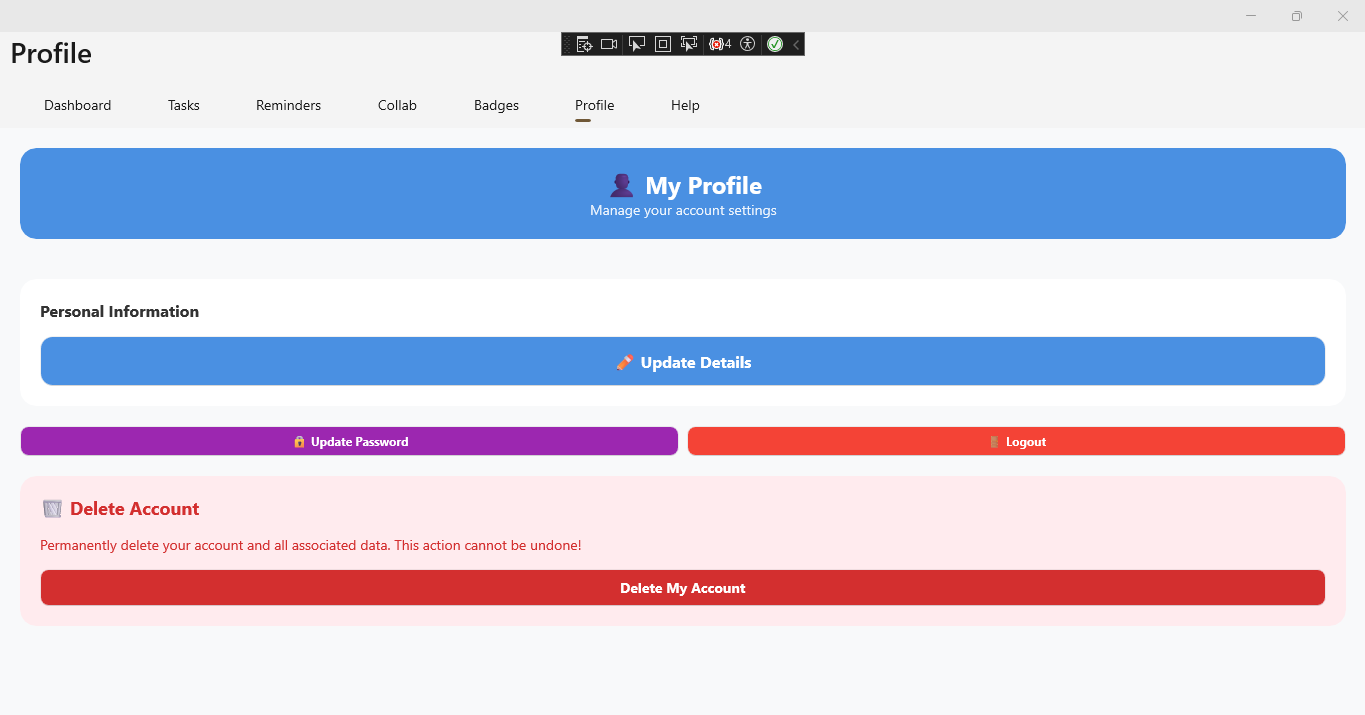 Profile
4
Dashboard Tasks Reminders Collab Badges Profile Help
My Profile
Manage your account settings
Personal Information
Update Details
Update Password
Logout
Delete Account
Permanently delete your account and all associated data. This action cannot be undone!
Delete My Account